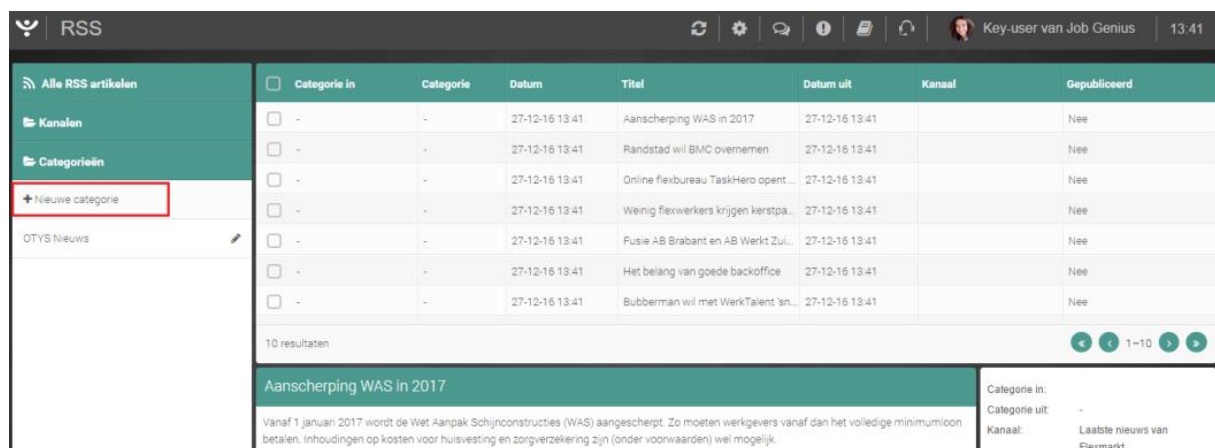 RSS
Key-user van Job Genius 13:41
Alle RSS artikelen
Kanalen
Categorieën
Nieuwe categorie
OTYS Nieuws
Categorie in Categorie Datum Titel Datum uit Kanaal Gepubliceerd
- - 27-12-16 13:41 Aanscherping WAS in 2017 27-12-16 13:41 Nee
- - 27-12-16 13:41 Randstad wil BMC overnemen 27-12-16 13:41 Nee
- - 27-12-16 13:41 Online flexbureau TaskHero opent ... 27-12-16 13:41 Nee
- - 27-12-16 13:41 Weinig flexwerkers krijgen kerstpa... 27-12-16 13:41 Nee
- - 27-12-16 13:41 Fusie AB Brabant en AB Werkt Zui... 27-12-16 13:41 Nee
- - 27-12-16 13:41 Het belang van goede backoffice 27-12-16 13:41 Nee
- - 27-12-16 13:41 Bubberman wil met WerkTalent 'sn... 27-12-16 13:41 Nee
10 resultaten 1–10
Aanscherping WAS in 2017
Vanaf 1 januari 2017 wordt de Wet Aanpak Schijnconstructies (WAS) aangescherpt. Zo moeten werkgevers vanaf dan het volledige minimumloon
betalen. Inhoudingen op kosten voor huisvesting en zorgverzekering zijn (onder voorwaarden) wel mogelijk.
Categorie in:
Categorie uit: -
Kanaal: Laatste nieuws van
Flexmarkt